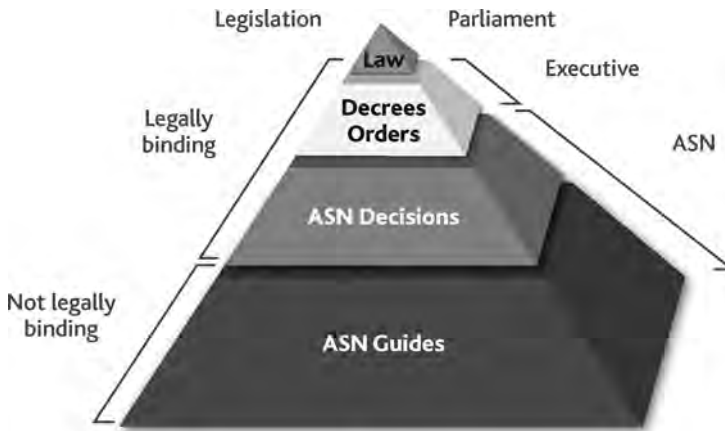 Legislation
Parliament
Law
Executive
Decrees
Orders
Legally
binding
ASN
ASN Decisions
Not legally
binding
ASN Guides